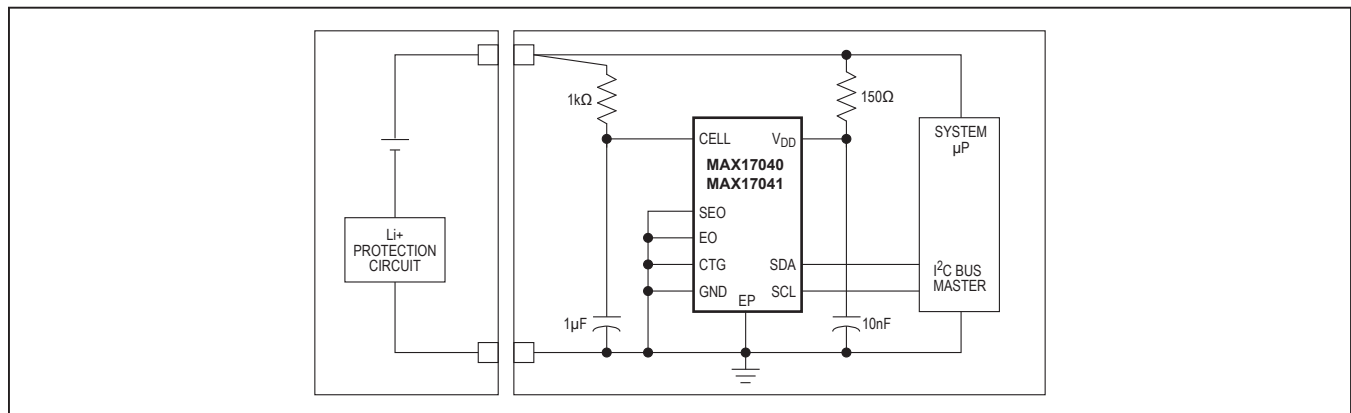 1kΩ
150Ω
CELL
VDD
SYSTEM
µP
MAX17040
MAX17041
SEO
EO
CTG
GND
SDA
SCL
EP
I²C BUS
MASTER
Li+
PROTECTION
CIRCUIT
1µF
10nF